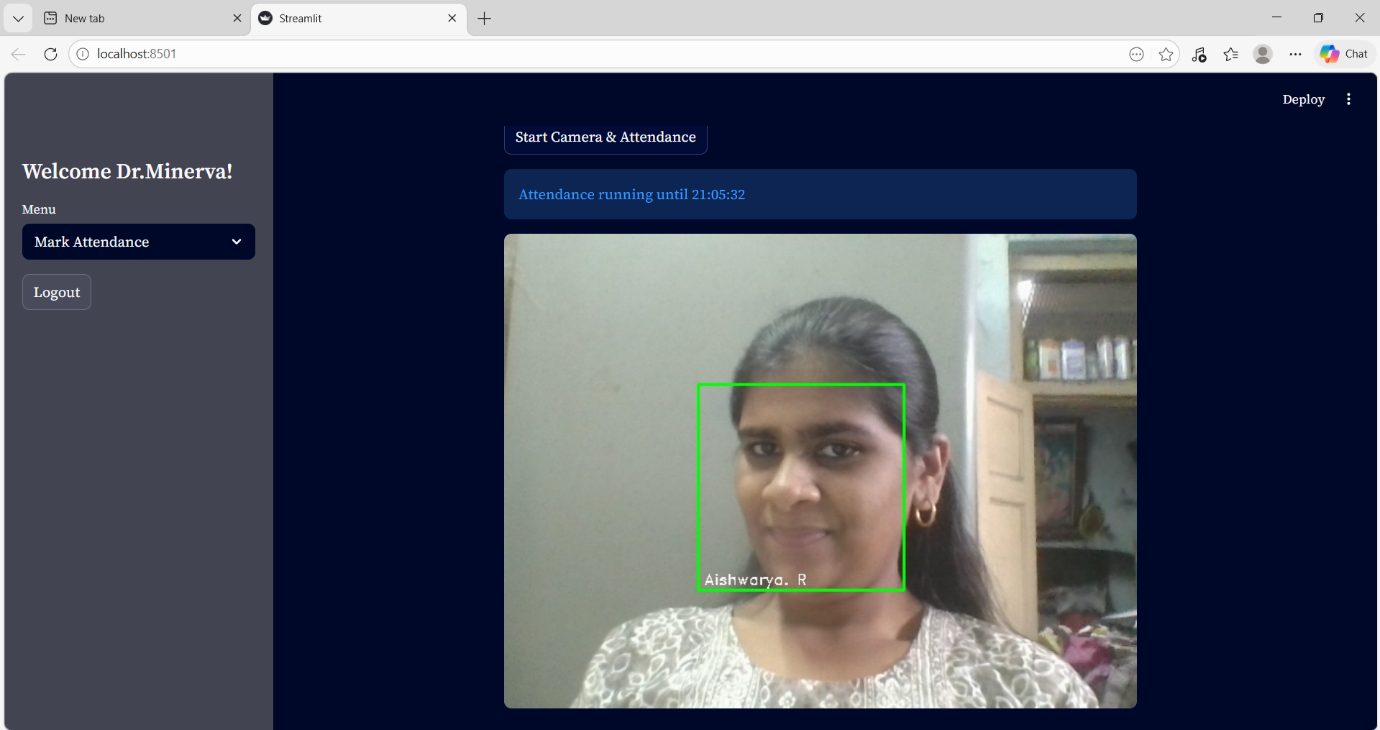 New tab
Streamlit
localhost:8501
Chat
Deploy
Welcome Dr.Minerva!
Menu
Mark Attendance
Logout
Start Camera & Attendance
Attendance running until 21:05:32
Aishwarya. R